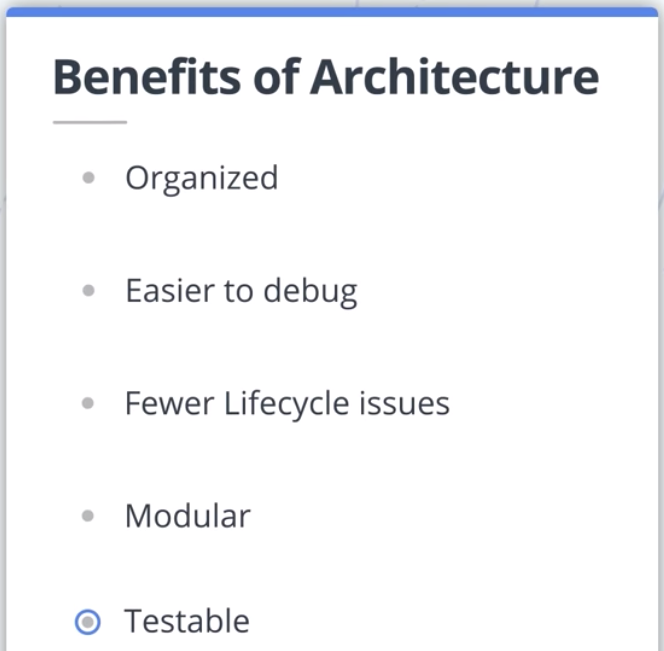 Benefits of Architecture
Organized
Easier to debug
Fewer Lifecycle issues
Modular
Testable